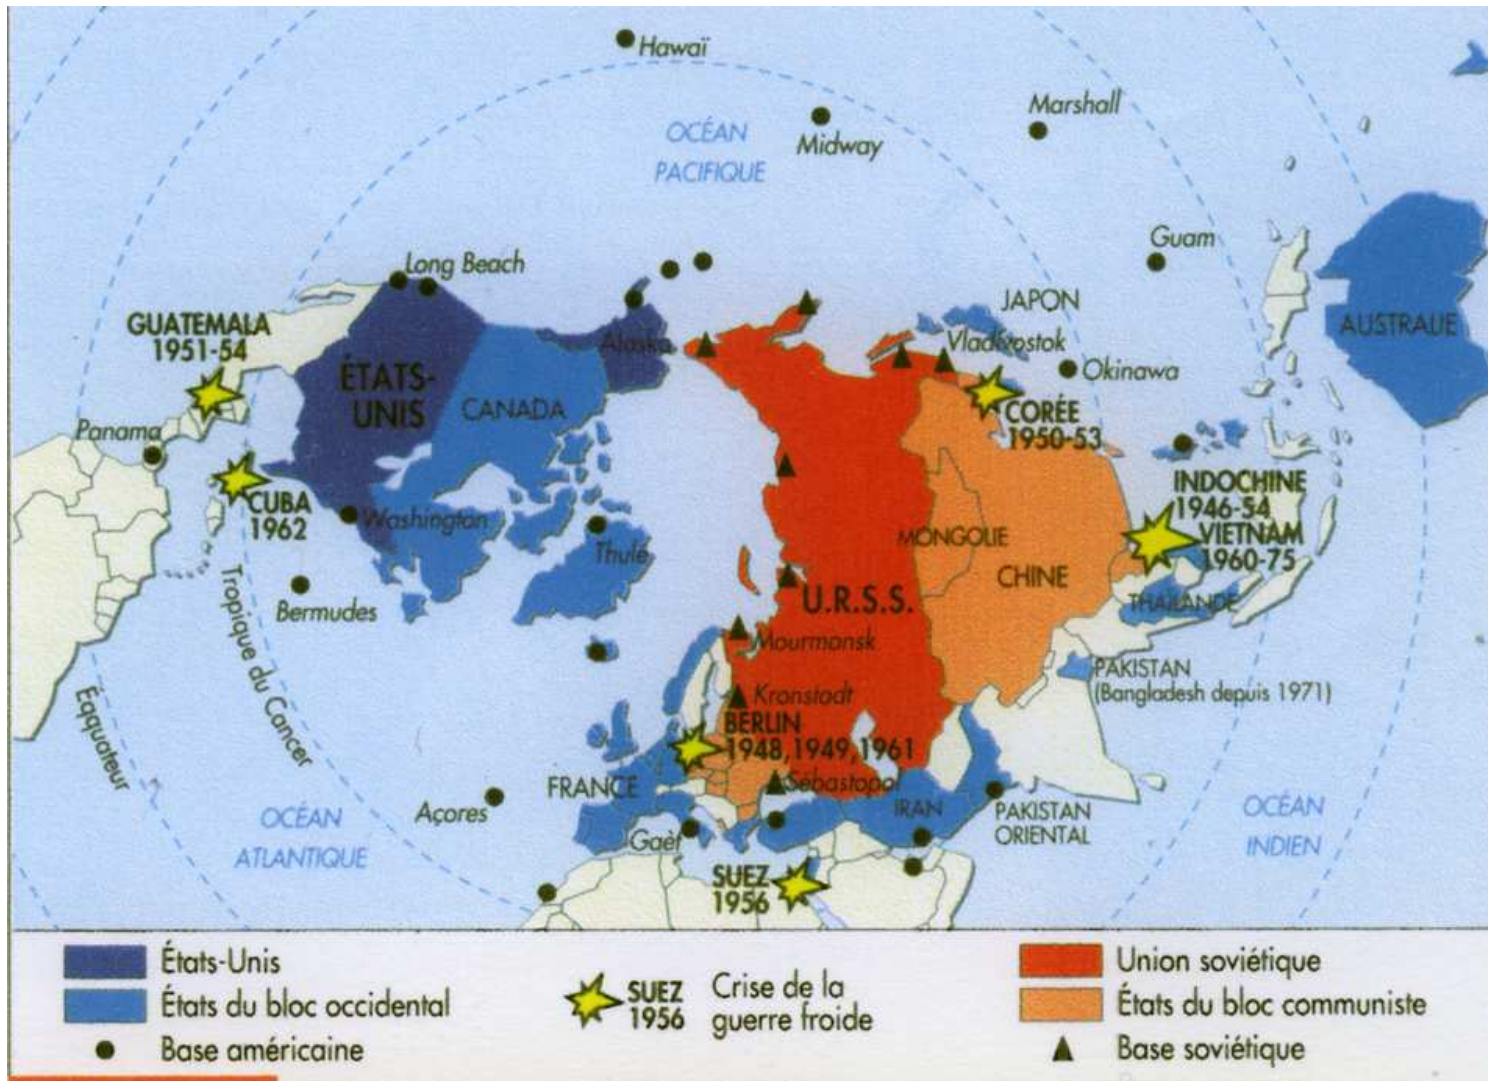 Hawaï
Marshall
OCÉAN
PACIFIQUE
Midway
Guam
Long Beach
JAPON
GUATEMALA
1951-54
AUSTRALIE
Alaska
Vladivostok
Okinawa
ÉTATS-
UNIS
CANADA
CORÉE
1950-53
Panama
CUBA
1962
INDOCHINE
1946-54
VIETNAM
1960-75
Washington
Thulé
MONGOLIE
CHINE
Bermudes
U.R.S.S.
THAILANDE
Tropique du Cancer
Mourmansk
PAKISTAN
(Bangladesh depuis 1971)
Éqquateur
Kronstadt
BERLIN
1948, 1949, 1961
FRANCE
Sébastopol
Açores
IRAN
PAKISTAN
ORIENTAL
OCÉAN
ATLANTIQUE
OCÉAN
INDIEN
Gaèt
SUEZ
1956
États-Unis
États du bloc occidental
Base américaine
SUEZ
1956
Crise de la
guerre froide
Union soviétique
États du bloc communiste
Base soviétique